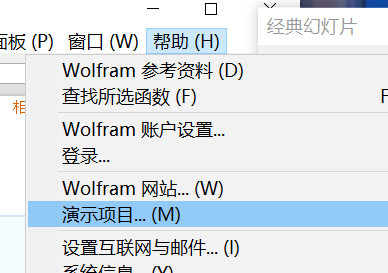 经典幻灯片
面板 (P) 窗口 (W) 帮助 (H)
Wolfram 参考资料 (D)
查找所选函数 (F)
Wolfram 账户设置...
登录...
Wolfram 网站... (W)
演示项目... (M)
设置互联网与邮件... (I)
系统信息... (Y)